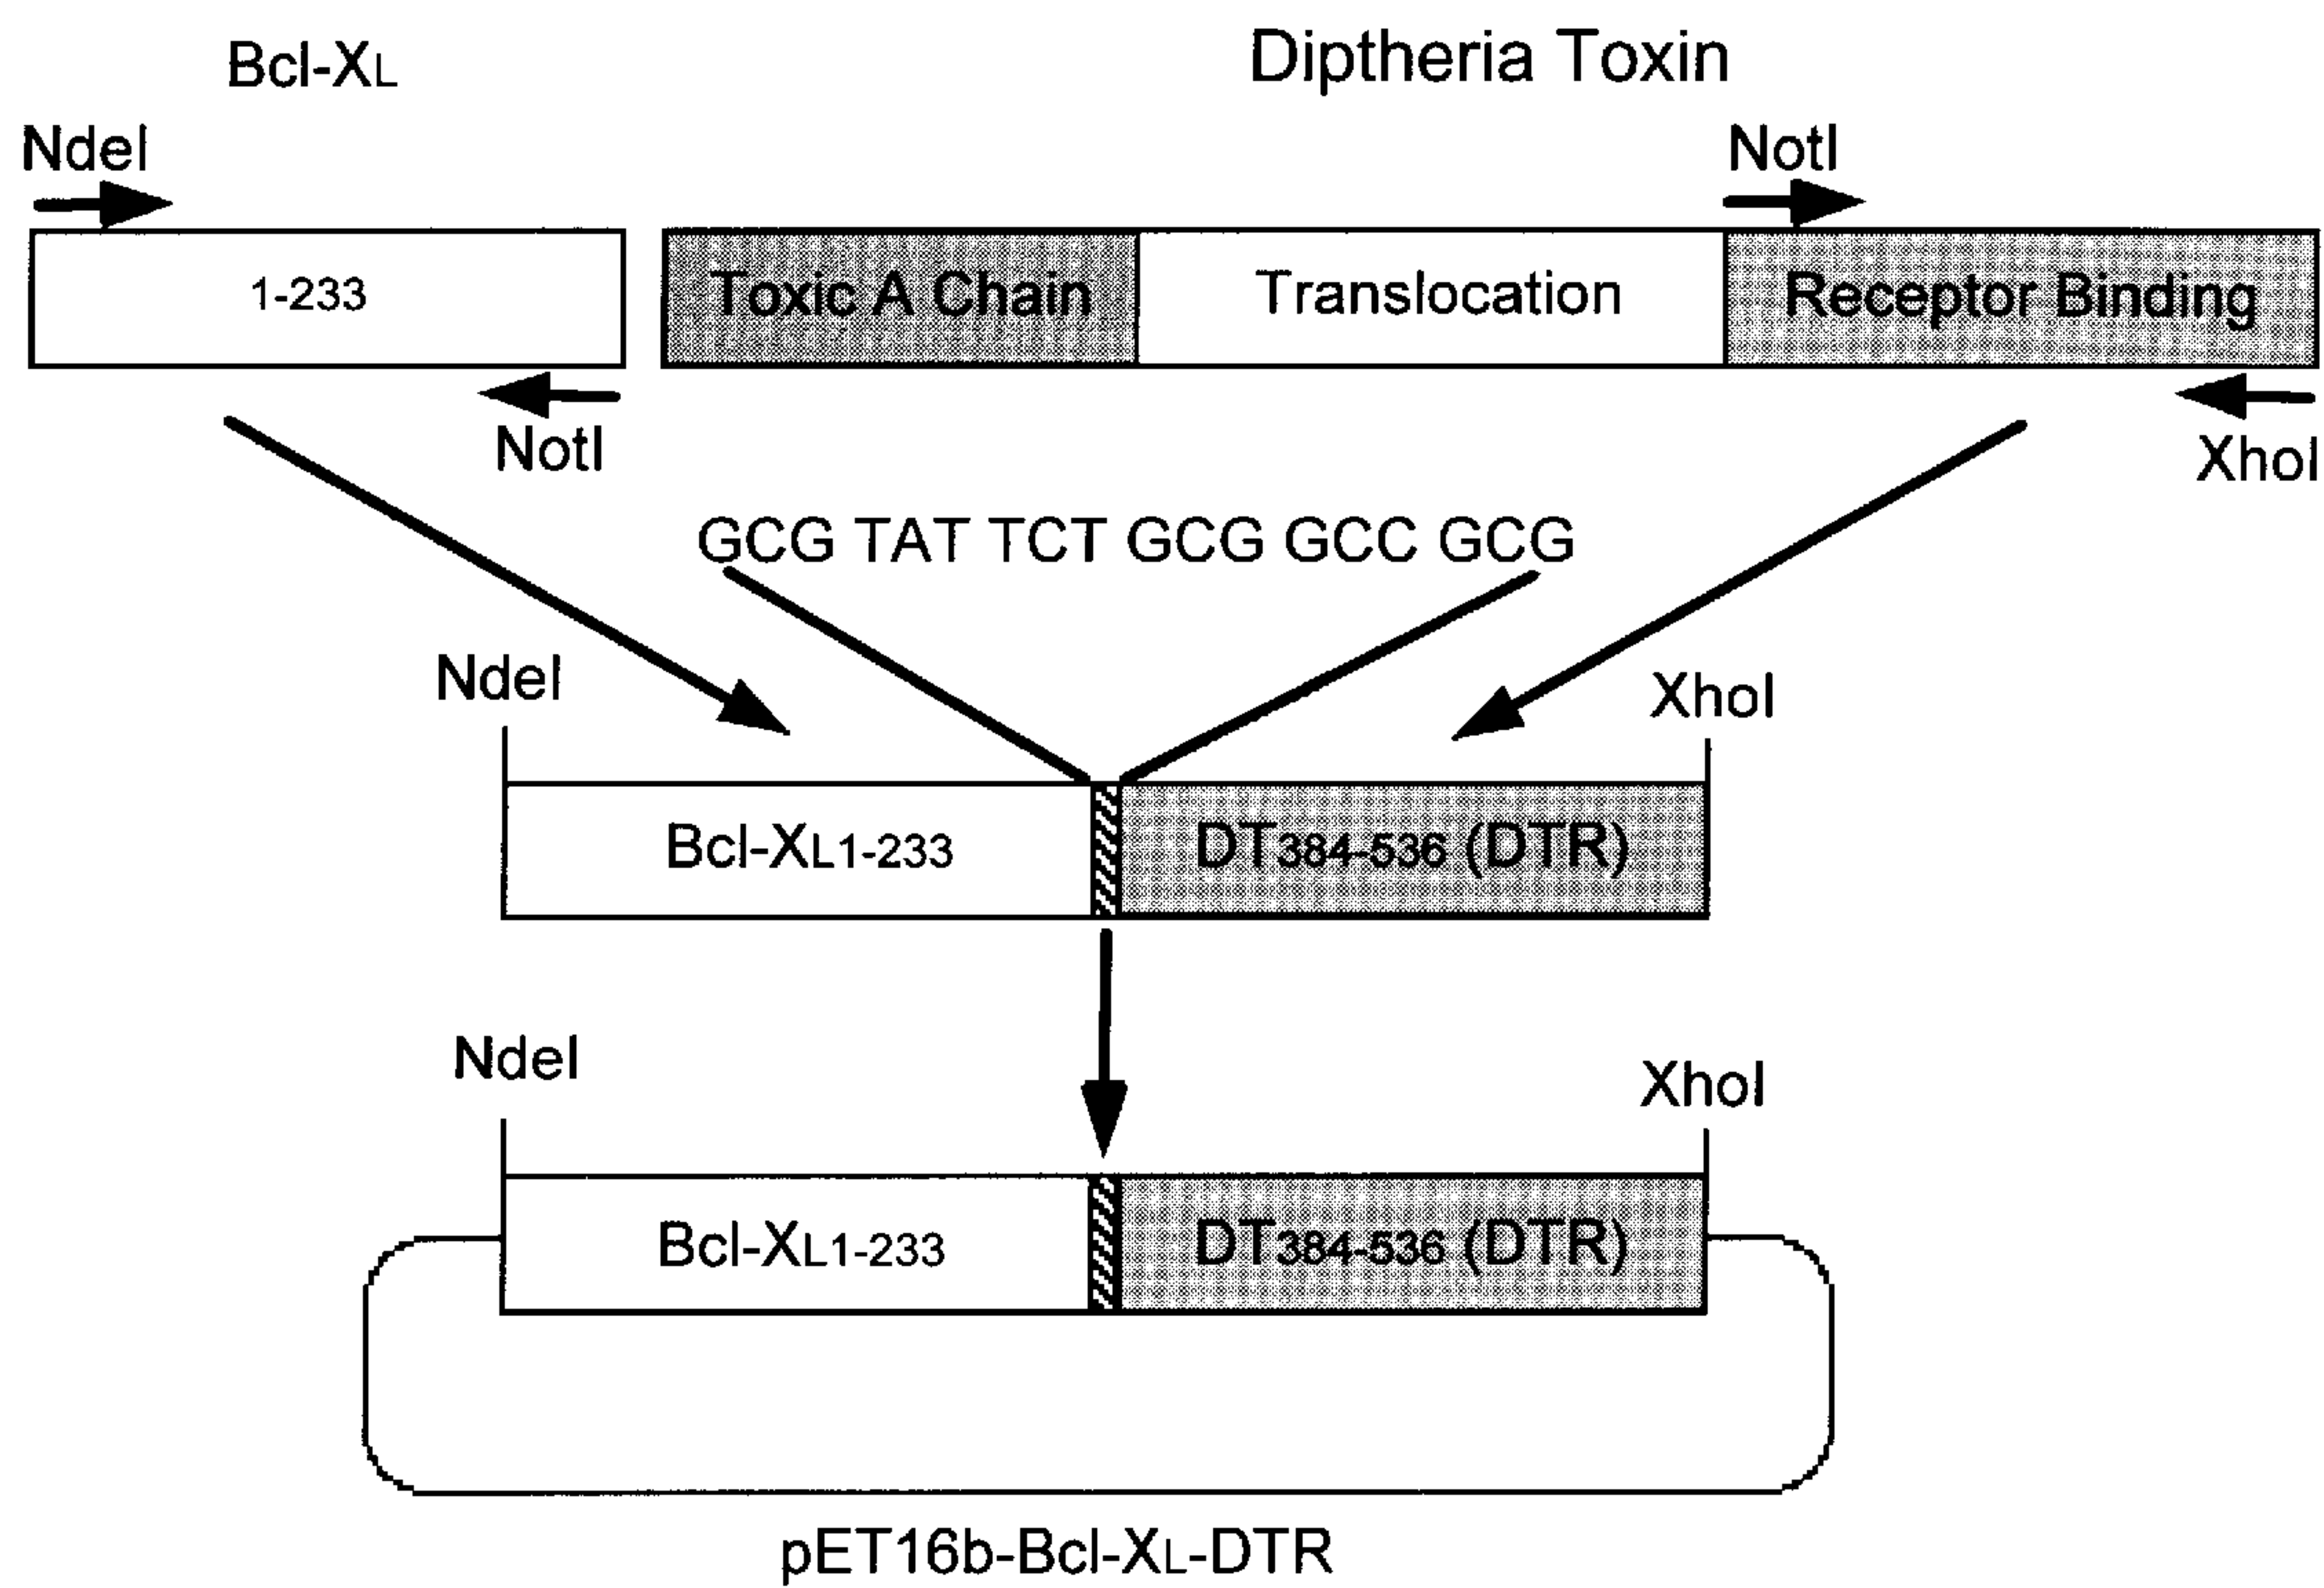 Bcl-XL
Diptheria Toxin
NdeI
NotI
1-233
Toxic A Chain
Translocation
Receptor Binding
NotI
XhoI
GCG TAT TCT GCG GCC GCG
NdeI
XhoI
Bcl-XL1-233
DT384-536 (DTR)
NdeI
XhoI
Bcl-XL1-233
DT384-536 (DTR)
pET16b-Bcl-XL-DTR